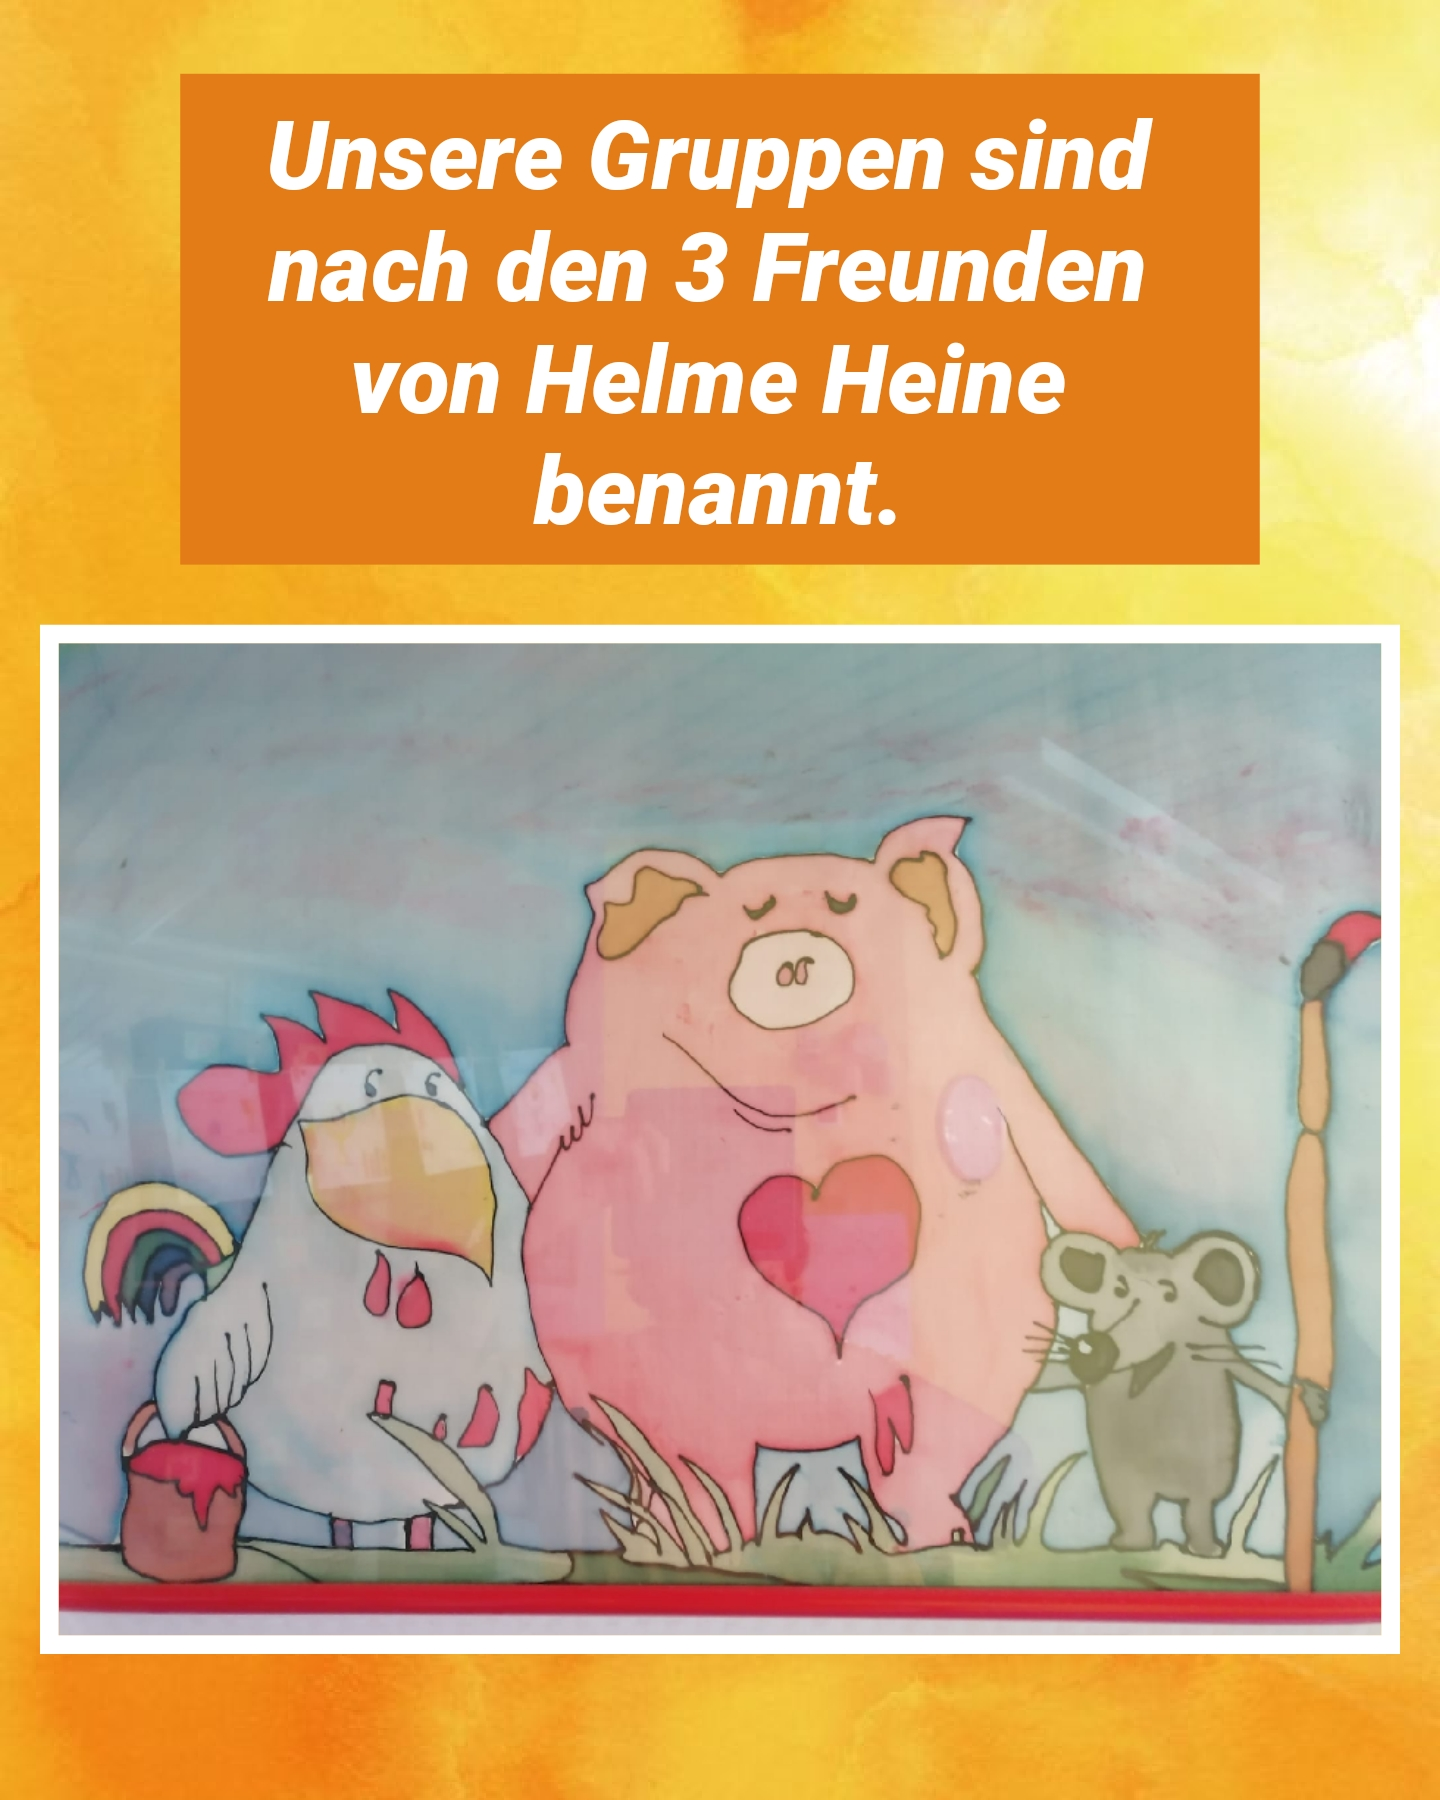 Unsere Gruppen sind
nach den 3 Freunden
von Helme Heine
benannt.